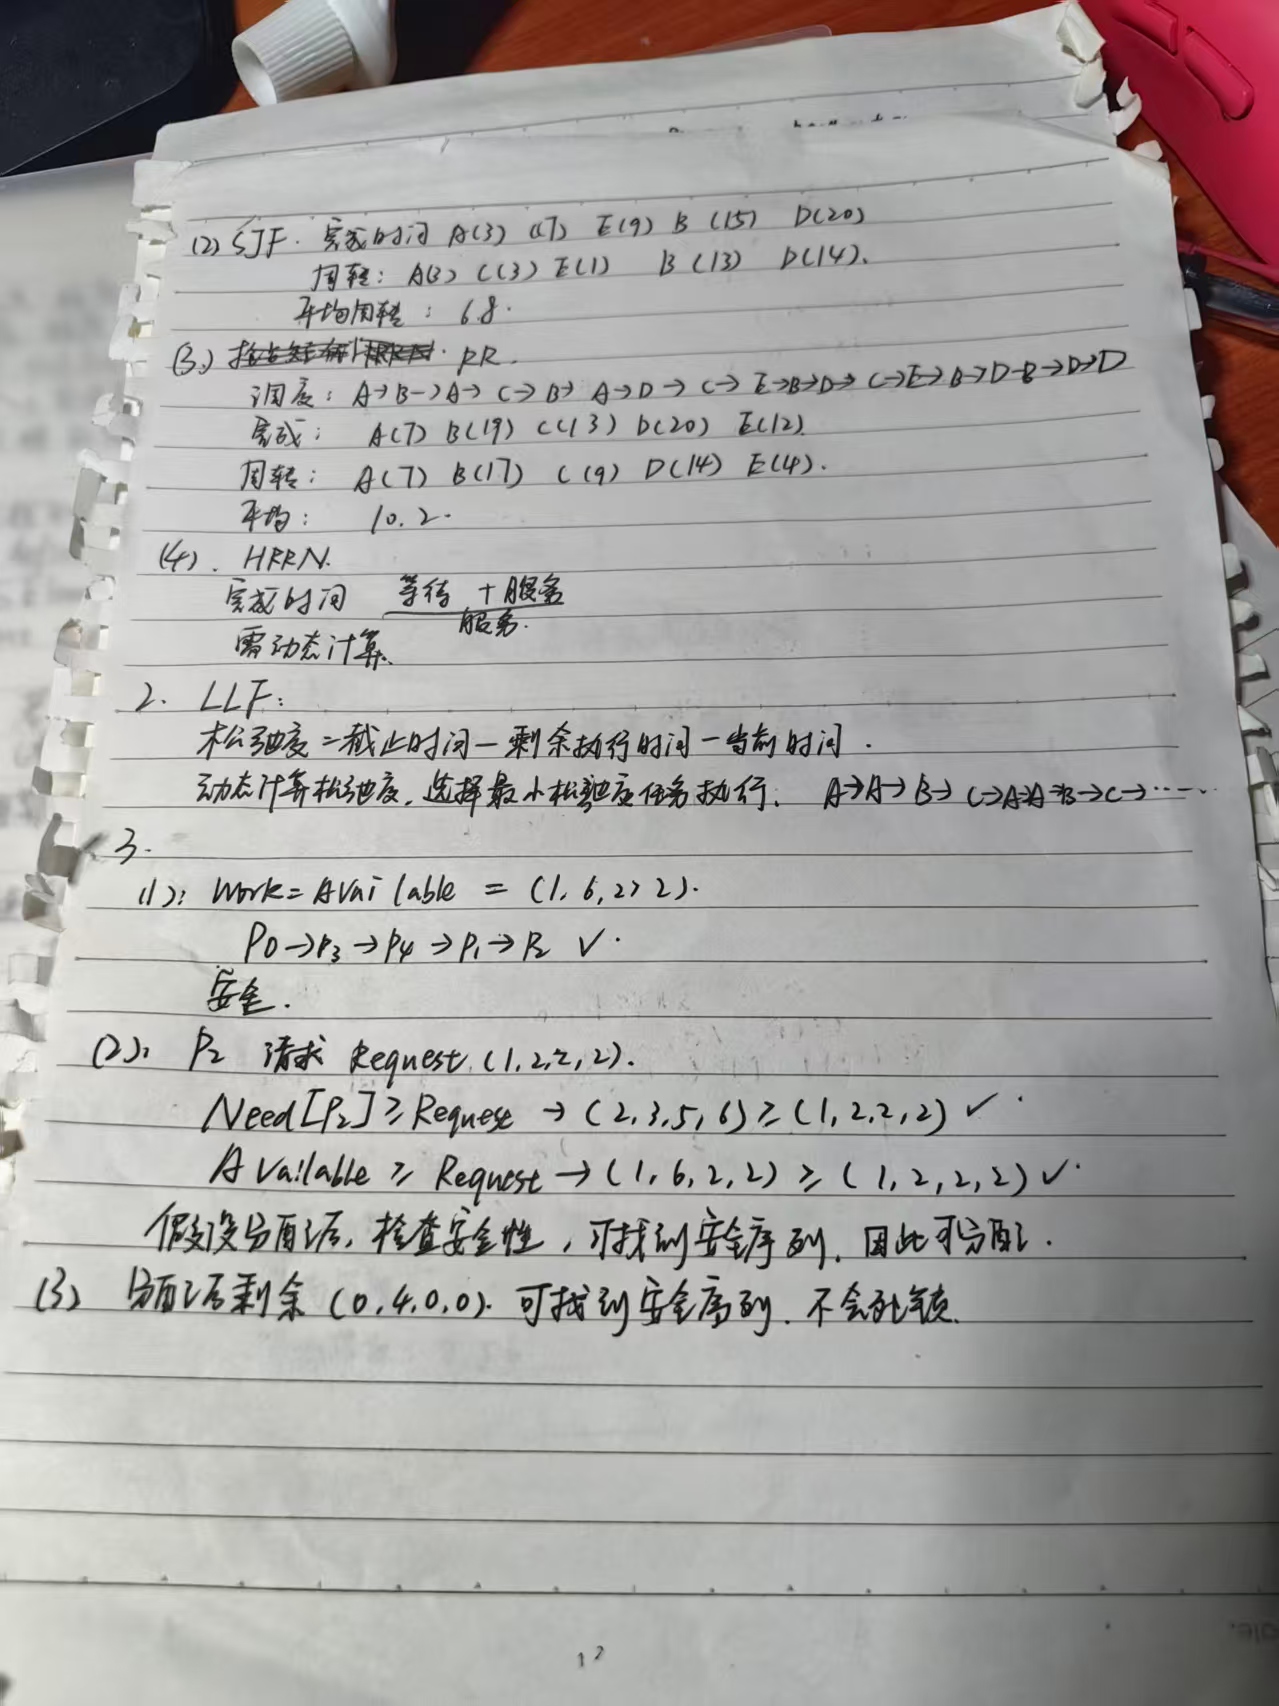 (2) SJF. 完成时间 A(3) C(7) E(9) B(15) D(20)
周转: A(3) C(3) E(1) B(13) D(14).
平均周转: 6.8.
(3) RR.
调度: A→B→A→C→B→A→D→C→E→B→D→C→E→B→D→B→D→D
完成: A(7) B(19) C(13) D(20) E(12)
周转: A(7) B(17) C(9) D(14) E(4).
平均: 10.2.
(4). HRRN.
完成时间 等待+服务
服务.
需动态计算.
2. LLF:
松弛度=截止时间-剩余执行时间-当前时间.
动态计算松弛度,选择最小松弛度任务执行. A→A→B→C→A→A→B→C→……
3.
(1): Work=Available = (1,6,2,2).
P0→P3→P4→P1→P2 ✓.
安全.
(2): P2 请求 Request.(1,2,2,2).
Need[P2]≥Request → (2,3,5,6)≥(1,2,2,2) ✓.
Available ≥ Request → (1,6,2,2) ≥ (1,2,2,2) ✓.
假设分配后,检查安全性,可找到安全序列.因此可分配.
(3) 分配后剩余 (0,4,0,0). 可找到安全序列.不会死锁.
12